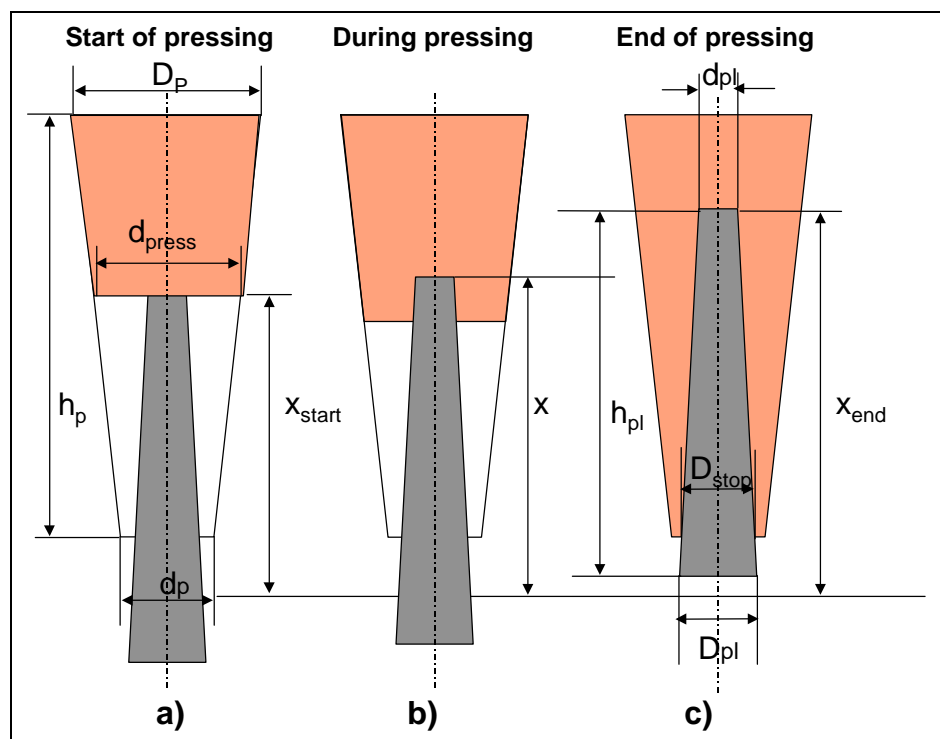 Start of pressing During pressing End of pressing
DP dpl
dpress
hp xstart x hpl xend
Dstop
dp
Dpl
a) b) c)